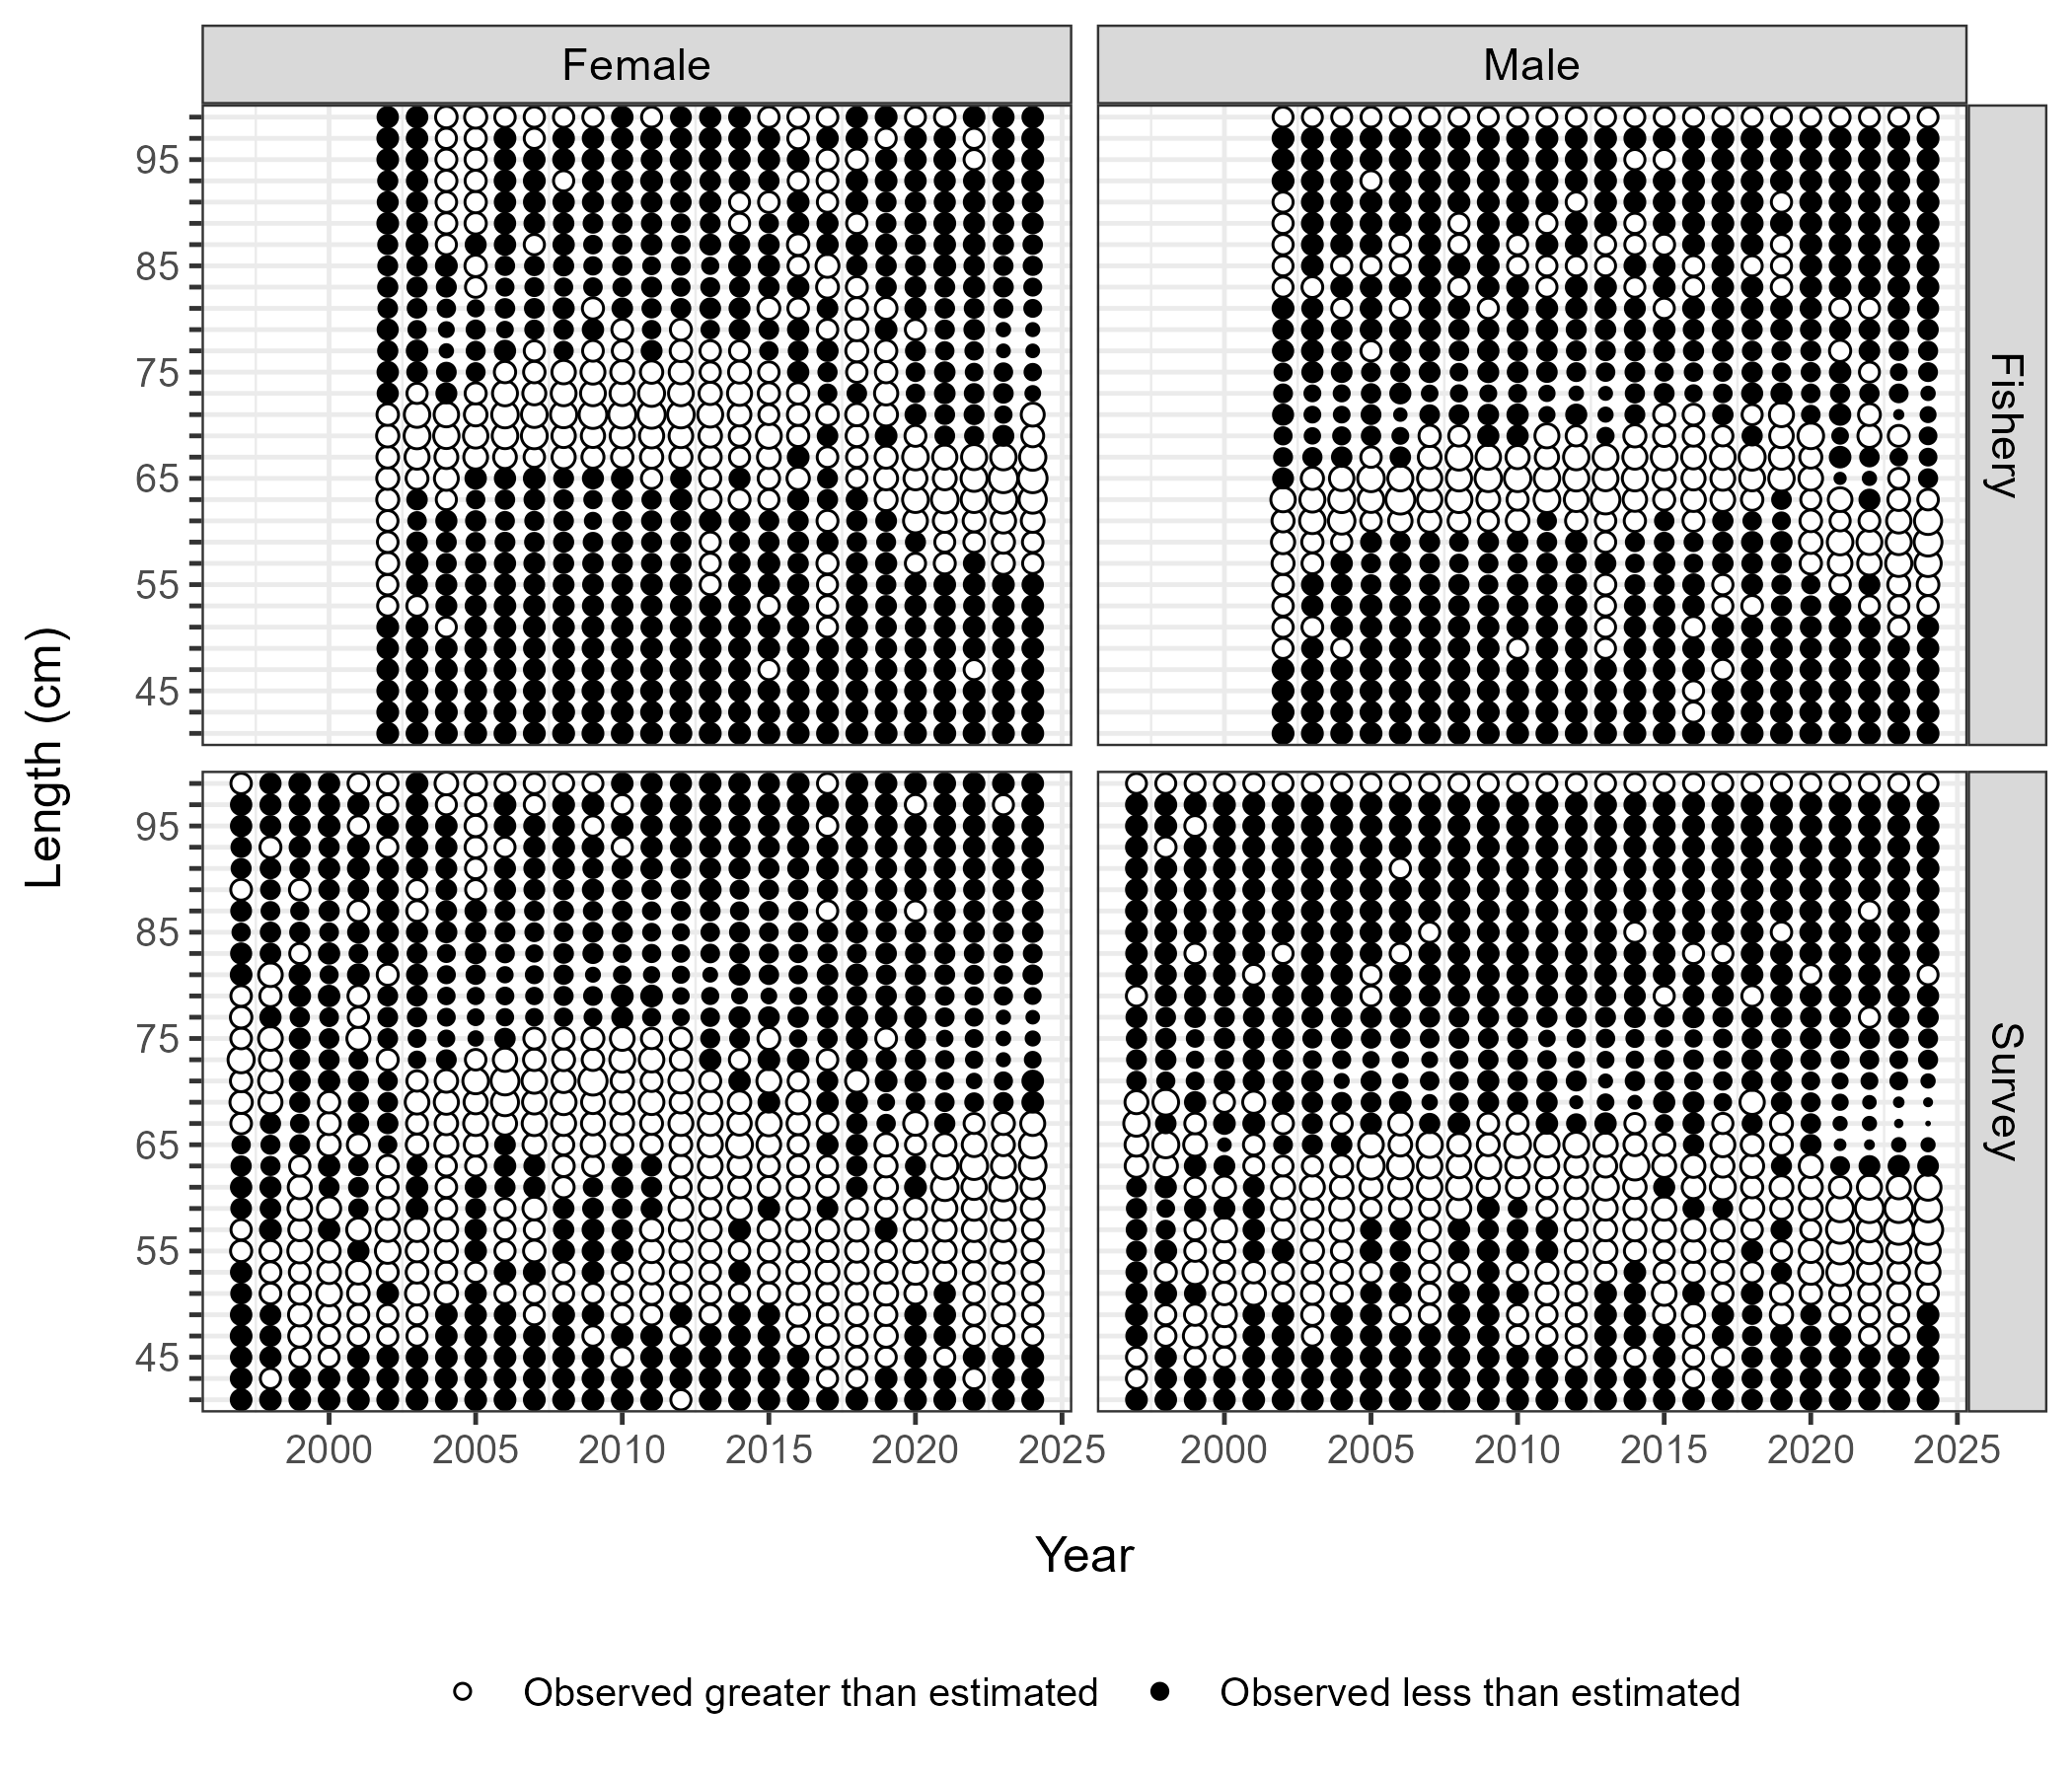 Female
Male
95
85
75
65
55
45
Fishery
95
85
75
65
55
45
Survey
Length (cm)
2000 2005 2010 2015 2020 2025 2000 2005 2010 2015 2020 2025
Year
Observed greater than estimated
Observed less than estimated